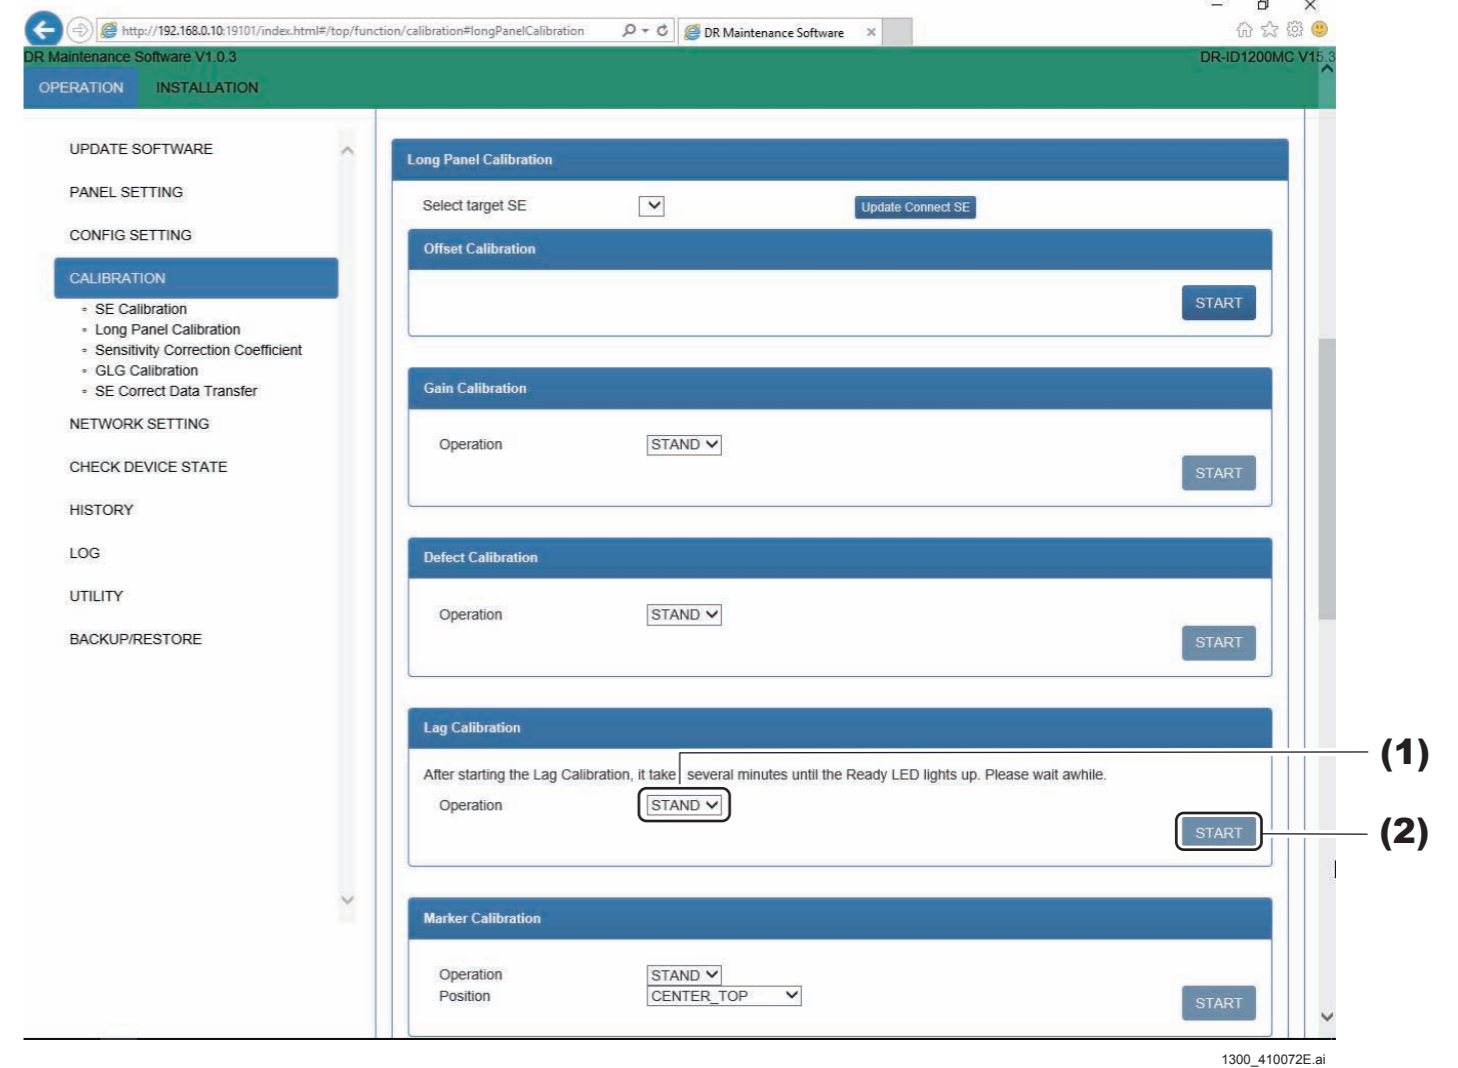 http://192.168.0.10:19101/index.html#/top/function/calibration#longPanelCalibration
DR Maintenance Software
DR Maintenance Software V1.0.3
DR-ID1200MC V15.3
OPERATION
INSTALLATION
UPDATE SOFTWARE
PANEL SETTING
CONFIG SETTING
CALIBRATION
SE Calibration
Long Panel Calibration
Sensitivity Correction Coefficient
GLG Calibration
SE Correct Data Transfer
NETWORK SETTING
CHECK DEVICE STATE
HISTORY
LOG
UTILITY
BACKUP/RESTORE
Long Panel Calibration
Select target SE
Update Connect SE
Offset Calibration
START
Gain Calibration
Operation STAND
START
Defect Calibration
Operation STAND
START
Lag Calibration
(1)
After starting the Lag Calibration, it take several minutes until the Ready LED lights up. Please wait awhile.
Operation STAND
START
(2)
Marker Calibration
Operation STAND
Position CENTER_TOP
START
1300_410072E.ai